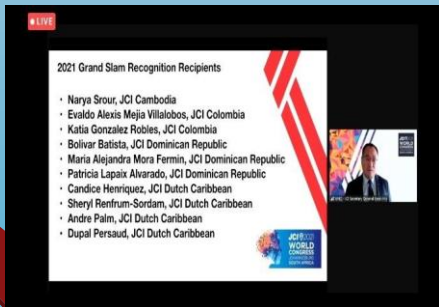 LIVE
2021 Grand Slam Recognition Recipients
• Narya Srour, JCI Cambodia
• Evaldo Alexis Mejia Villalobos, JCI Colombia
• Katia Gonzalez Robles, JCI Colombia
• Bolivar Batista, JCI Dominican Republic
• Maria Alejandra Mora Fermin, JCI Dominican Republic
• Patricia Lapaix Alvarado, JCI Dominican Republic
• Candice Henriquez, JCI Dutch Caribbean
• Sheryl Renfrum-Sordam, JCI Dutch Caribbean
• Andre Palm, JCI Dutch Caribbean
• Dupal Persaud, JCI Dutch Caribbean
JCI 2021
WORLD
CONGRESS